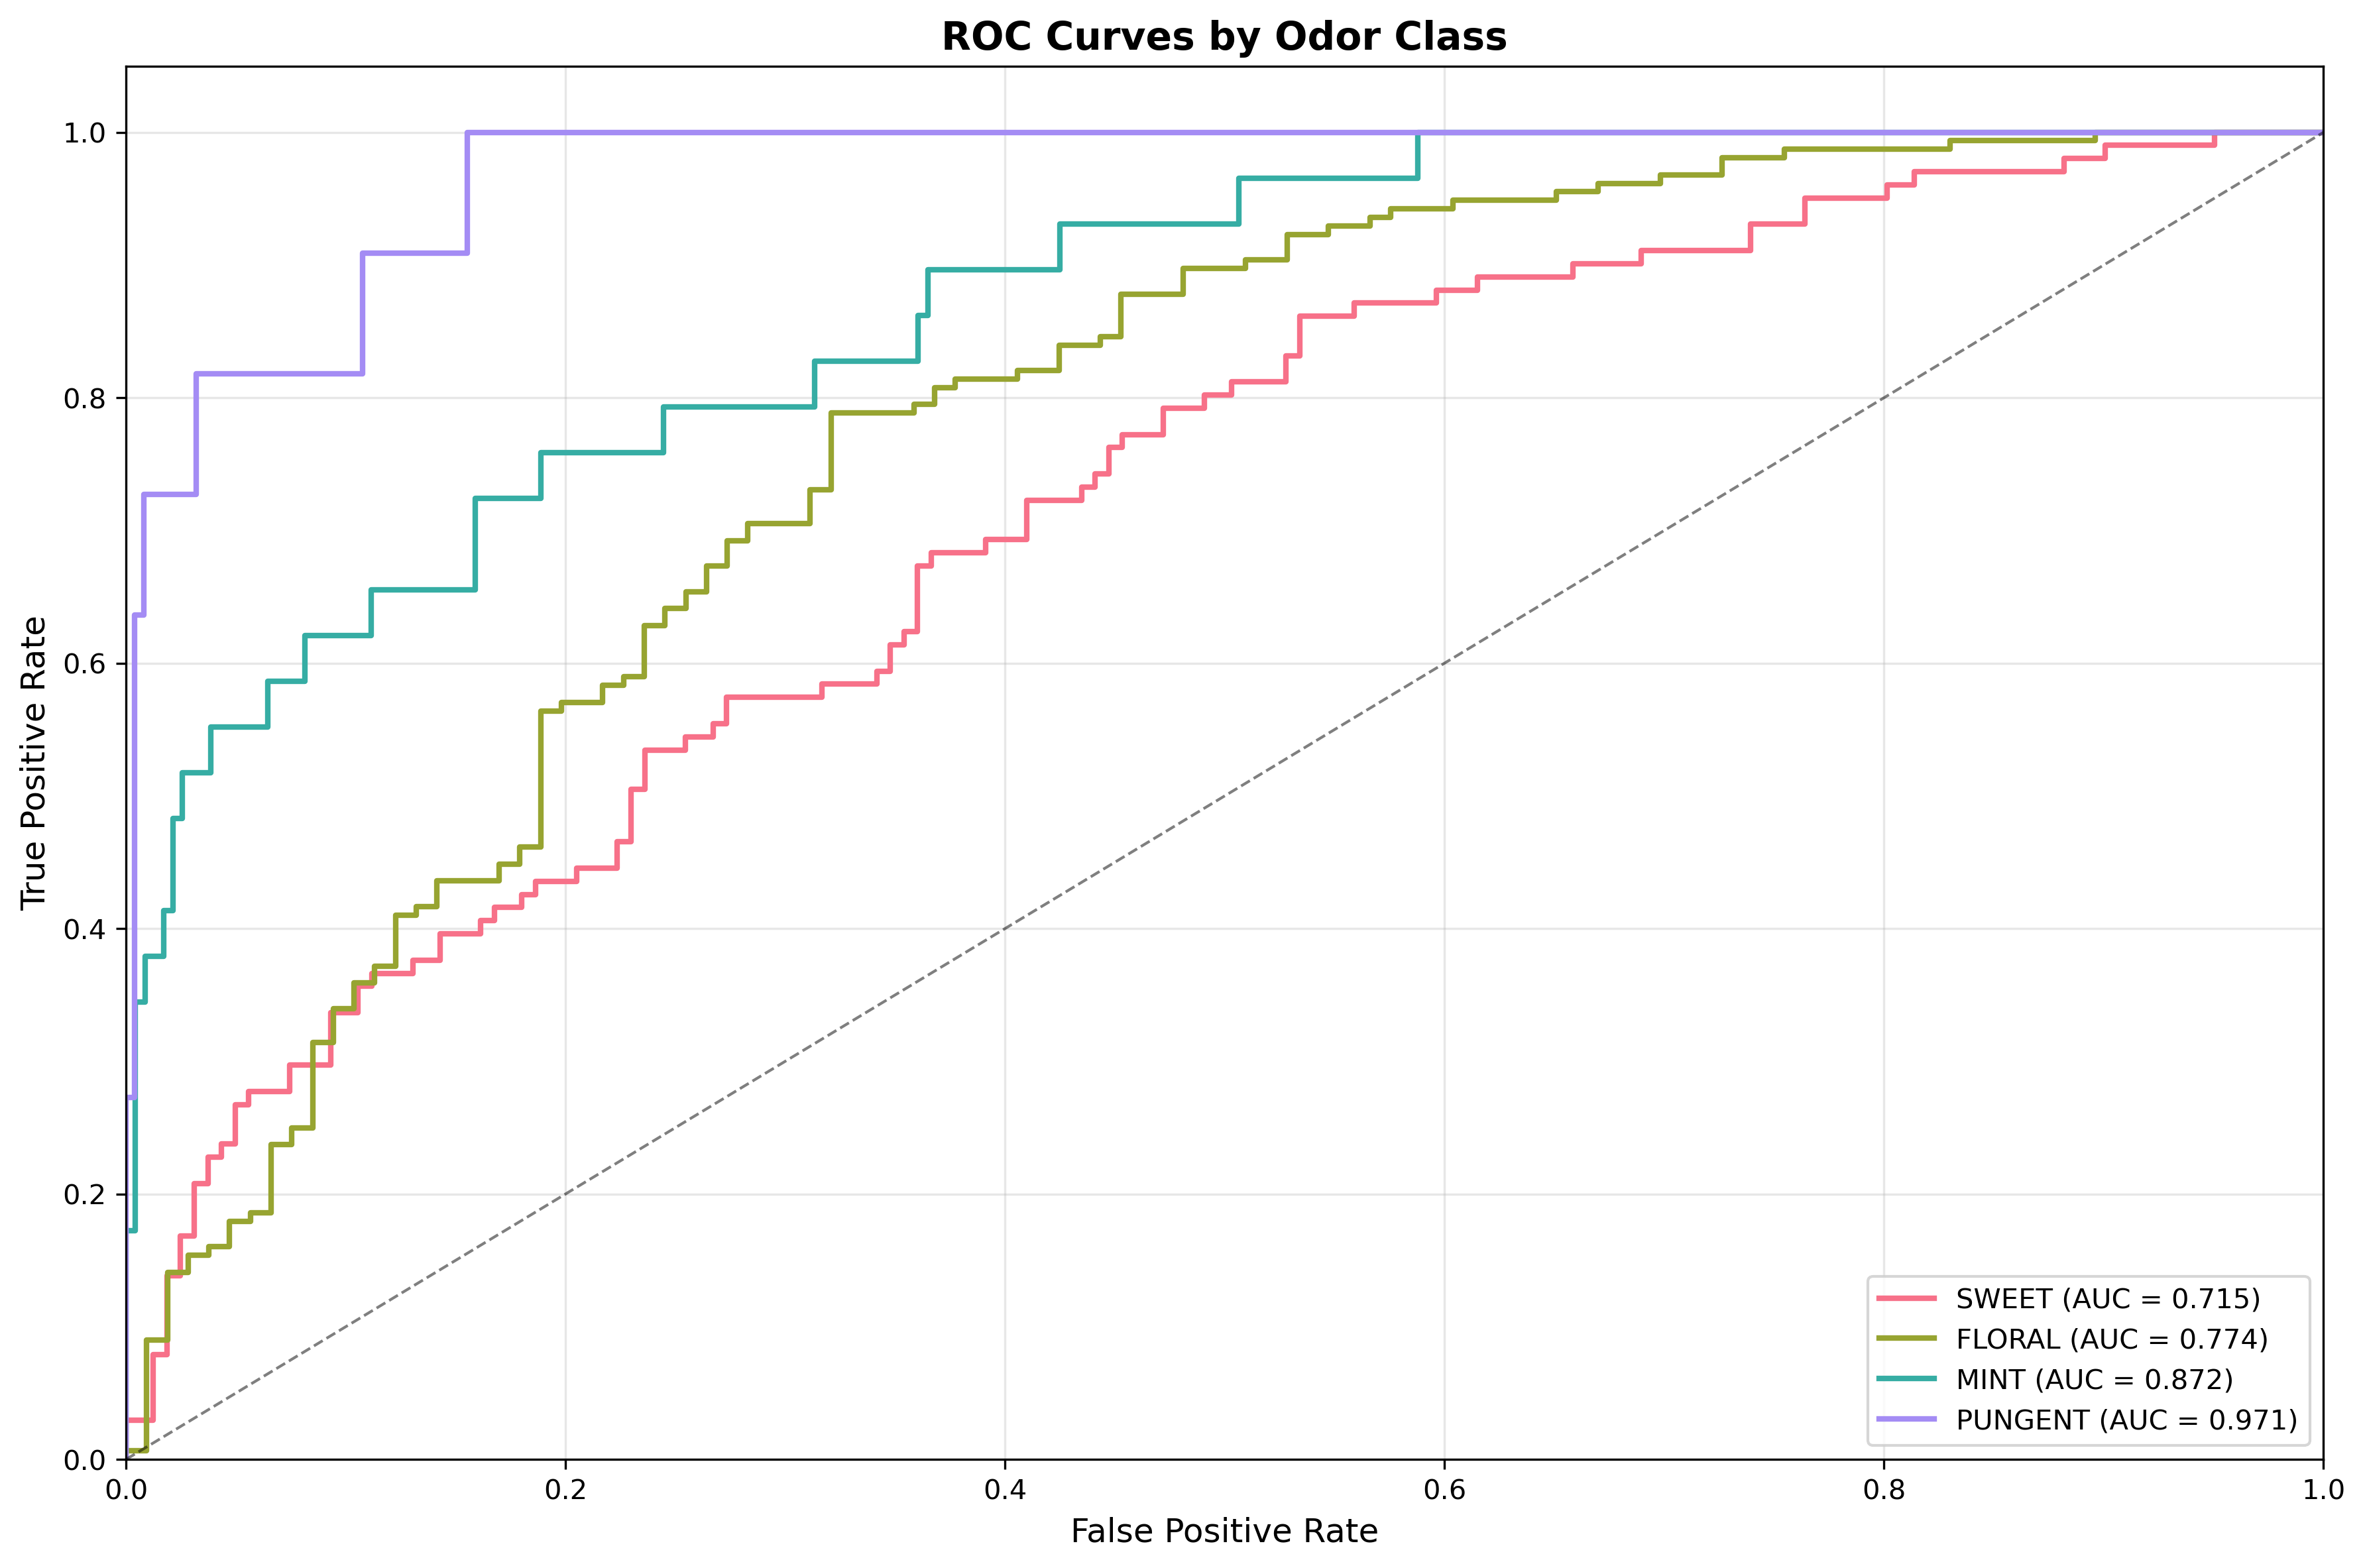 ROC Curves by Odor Class
True Positive Rate
1.0
0.8
0.6
0.4
0.2
0.0
0.0 0.2 0.4 0.6 0.8 1.0
False Positive Rate
SWEET (AUC = 0.715)
FLORAL (AUC = 0.774)
MINT (AUC = 0.872)
PUNGENT (AUC = 0.971)